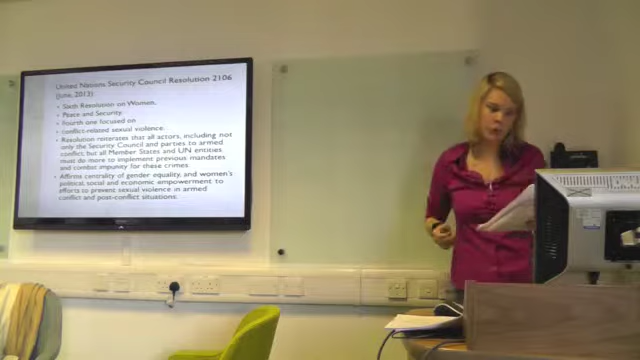 United Nations Security Council Resolution 2106
(June, 2013)
• Sixth Resolution on Women,
• Peace and Security
• Fourth one focused on
• conflict-related sexual violence.
• Resolution reiterates that all actors, including not
only the Security Council and parties to armed
conflict, but all Member States and UN entities
must do more to implement previous mandates
and combat impunity for these crimes
• Affirms centrality of gender equality, and women's
political, social and economic empowerment to
efforts to prevent sexual violence in armed
conflict and post-conflict situations.